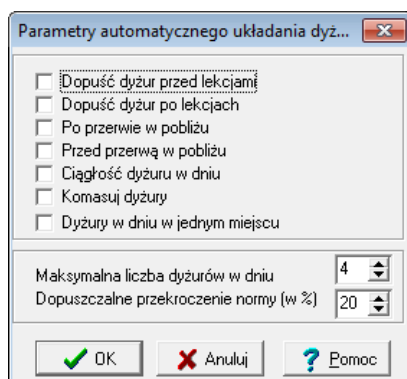 Parametry automatycznego układania dyż...
Dopuść dyżur przed lekcjami
Dopuść dyżur po lekcjach
Po przerwie w pobliżu
Przed przerwą w pobliżu
Ciągłość dyżuru w dniu
Komasuj dyżury
Dyżury w dniu w jednym miejscu
Maksymalna liczba dyżurów w dniu 4
Dopuszczalne przekroczenie normy (w %) 20
OK Anuluj Pomoc